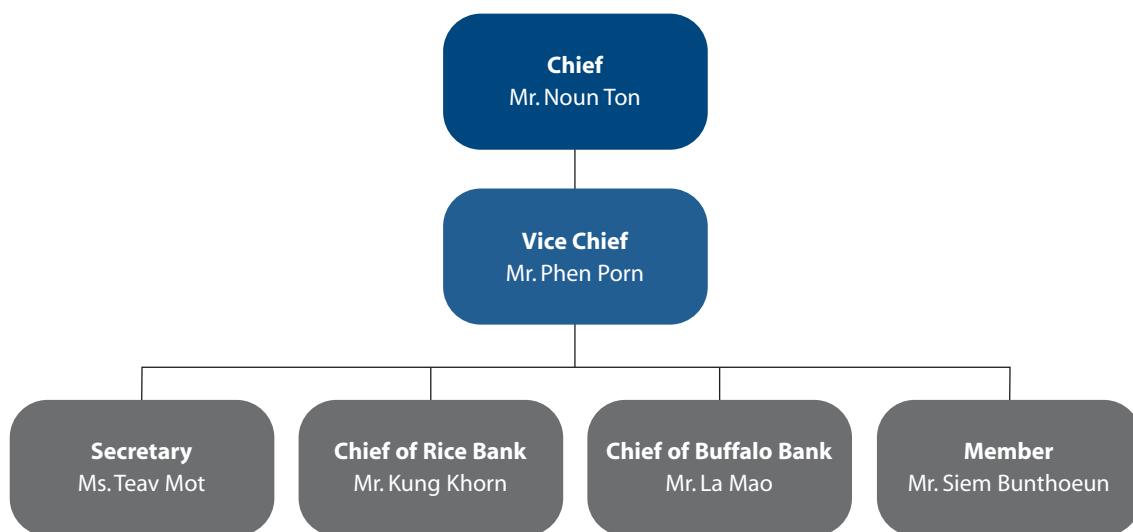 Chief
Mr. Noun Ton
Vice Chief
Mr. Phen Porn
Secretary
Ms. Teav Mot
Chief of Rice Bank
Mr. Kung Khorn
Chief of Buffalo Bank
Mr. La Mao
Member
Mr. Siem Bunthoeun